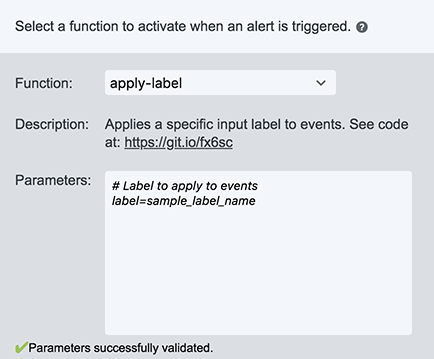 Select a function to activate when an alert is triggered. ?
Function: apply-label
Description: Applies a specific input label to events. See code
at: https://git.io/fx6sc
Parameters: # Label to apply to events
label=sample_label_name
Parameters successfully validated.